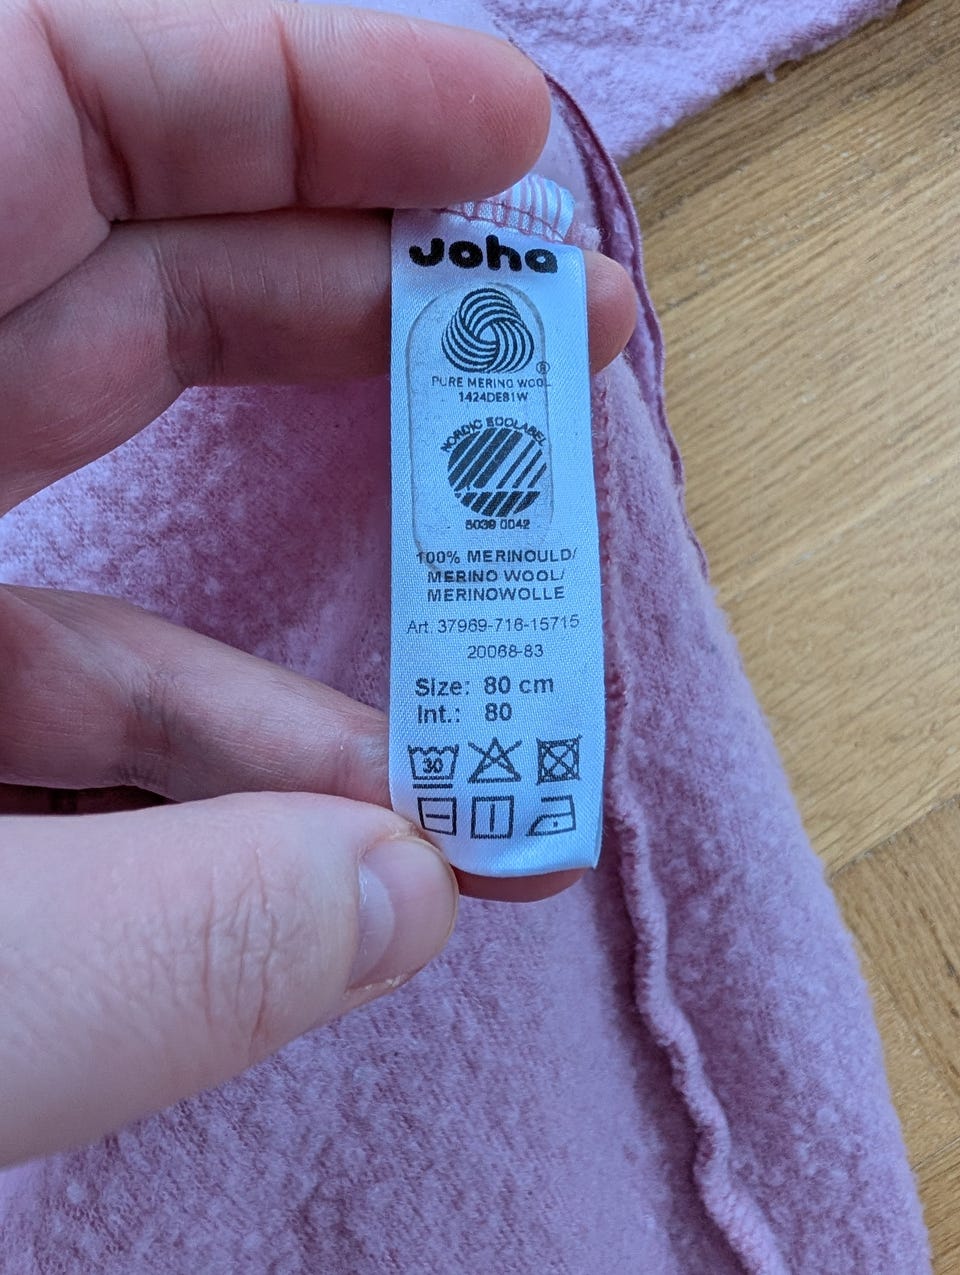 Joha
®
PURE MERINO WOOL
1424DE81W
NORDIC ECOLABEL
5039 0042
100% MERINOULD/
MERINO WOOL/
MERINOWOLLE
Art. 37969-716-15715
20068-83
Size: 80 cm
Int.: 80
30